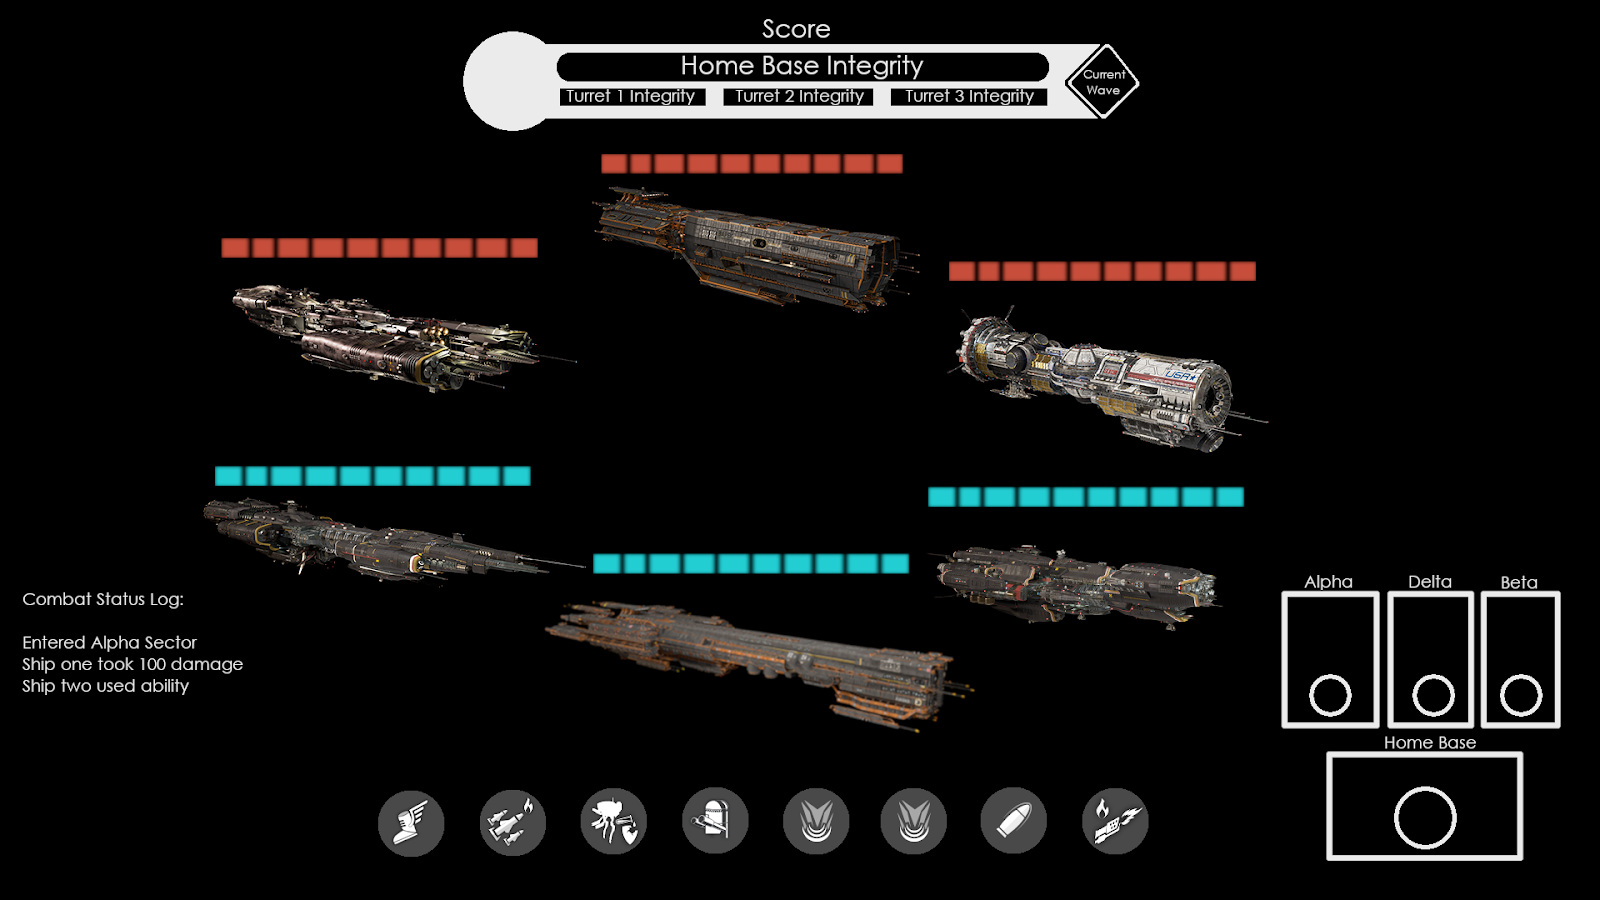 Score
Home Base Integrity
Turret 1 Integrity
Turret 2 Integrity
Turret 3 Integrity
Current
Wave
USA
Combat Status Log:
Entered Alpha Sector
Ship one took 100 damage
Ship two used ability
Alpha
Delta
Beta
Home Base